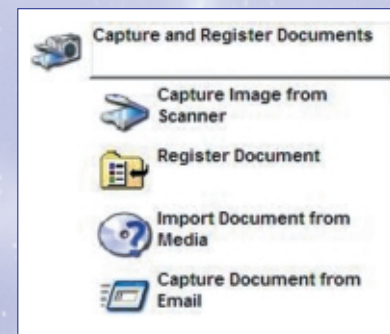 Capture and Register Documents
Capture Image from
Scanner
Register Document
Import Document from
Media
Capture Document from
Email